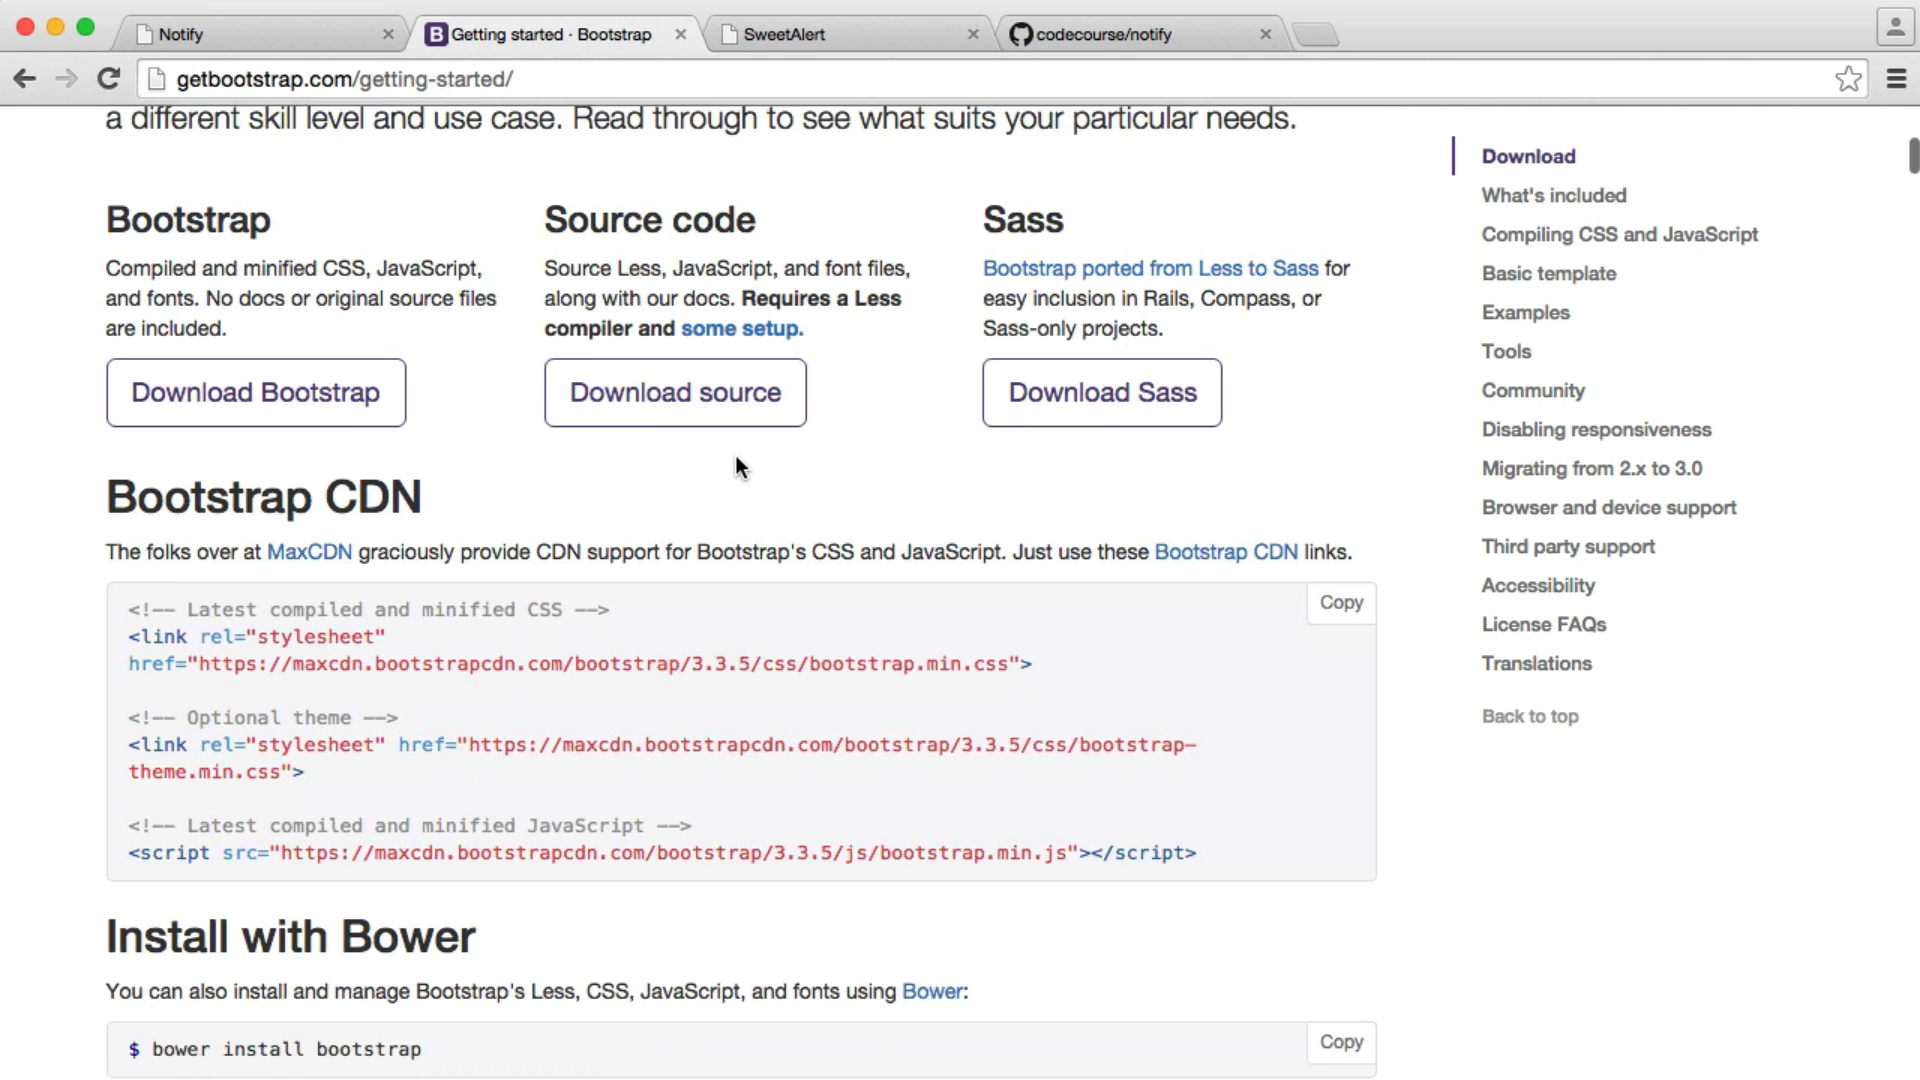 Notify
Getting started · Bootstrap
SweetAlert
codecourse/notify
getbootstrap.com/getting-started/
a different skill level and use case. Read through to see what suits your particular needs.
Bootstrap
Compiled and minified CSS, JavaScript,
and fonts. No docs or original source files
are included.
Download Bootstrap
Source code
Source Less, JavaScript, and font files,
along with our docs. Requires a Less
compiler and some setup.
Download source
Sass
Bootstrap ported from Less to Sass for
easy inclusion in Rails, Compass, or
Sass-only projects.
Download Sass
Bootstrap CDN
The folks over at MaxCDN graciously provide CDN support for Bootstrap's CSS and JavaScript. Just use these Bootstrap CDN links.
Copy
<!-- Latest compiled and minified CSS -->
<link rel="stylesheet"
href="https://maxcdn.bootstrapcdn.com/bootstrap/3.3.5/css/bootstrap.min.css">
<!-- Optional theme -->
<link rel="stylesheet" href="https://maxcdn.bootstrapcdn.com/bootstrap/3.3.5/css/bootstrap-
theme.min.css">
<!-- Latest compiled and minified JavaScript -->
<script src="https://maxcdn.bootstrapcdn.com/bootstrap/3.3.5/js/bootstrap.min.js"></script>
Install with Bower
You can also install and manage Bootstrap's Less, CSS, JavaScript, and fonts using Bower:
Copy
$ bower install bootstrap
Download
What's included
Compiling CSS and JavaScript
Basic template
Examples
Tools
Community
Disabling responsiveness
Migrating from 2.x to 3.0
Browser and device support
Third party support
Accessibility
License FAQs
Translations
Back to top